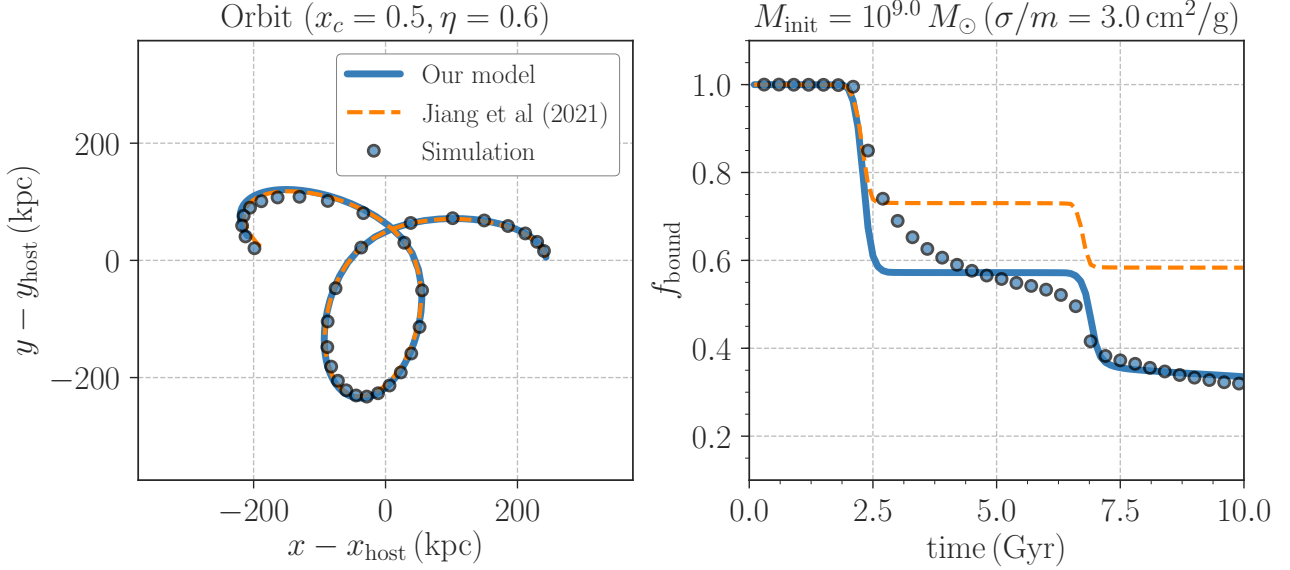 Orbit (x_c = 0.5, η = 0.6)
Our model
Jiang et al (2021)
Simulation
200
0
−200
y − y_host (kpc)
−200
0
200
x − x_host (kpc)
M_init = 10^{9.0} M_⊙ (σ/m = 3.0 cm²/g)
1.0
0.8
0.6
0.4
0.2
f_bound
0.0
2.5
5.0
7.5
10.0
time (Gyr)